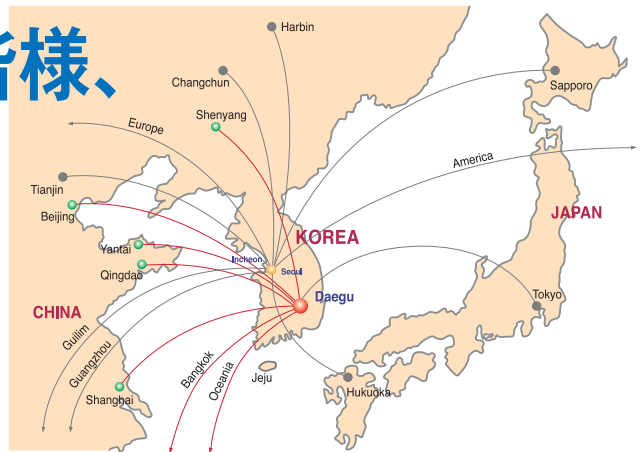 様、
Harbin
Changchun
Sapporo
Shenyang
Europe
America
Tianjin
Beijing
JAPAN
KOREA
Yantai
Incheon
Seoul
Qingdao
Daegu
Tokyo
CHINA
Guilim
Guangzhou
Bangkok
Oceania
Jeju
Shanghai
Hukuoka